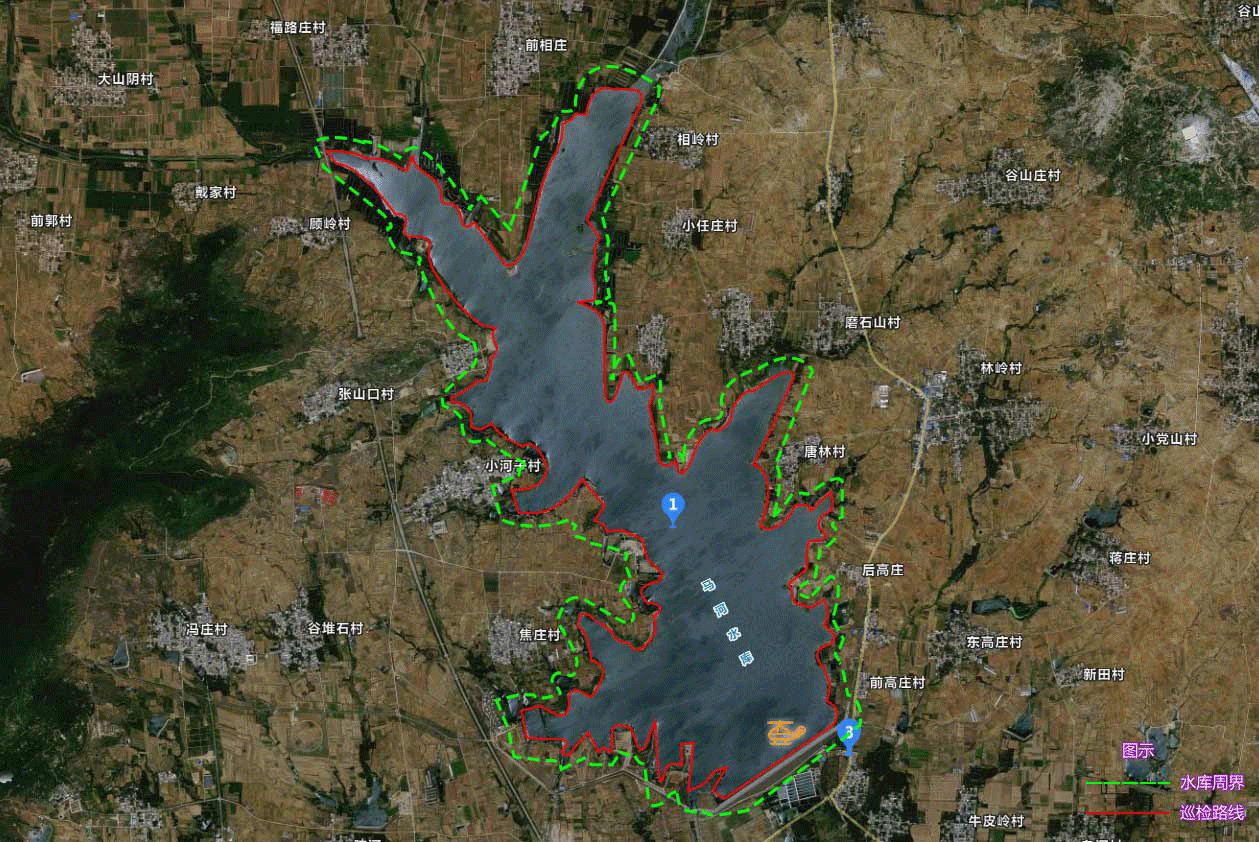 福路庄村
前相庄
大山阴村
相岭村
谷山庄村
戴家村
前郭村
顾岭村
小任庄村
磨石山村
林岭村
张山口村
小党山村
唐林村
小河子村
1
蒋庄村
后高庄
邱河水库
冯庄村
谷堆石村
焦庄村
东高庄村
新田村
前高庄村
3
图示
水库周界
巡检路线
牛皮岭村